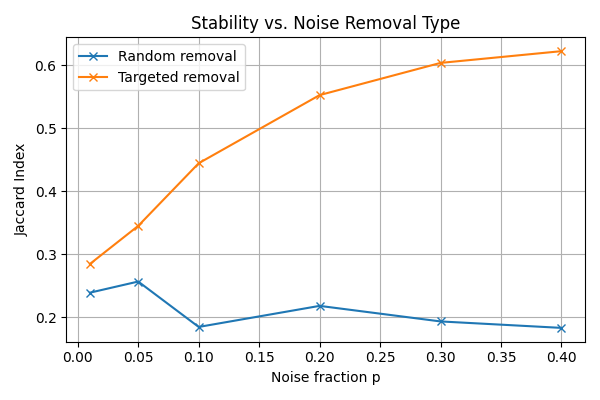 Stability vs. Noise Removal Type
Random removal
Targeted removal
Jaccard Index
0.6
0.5
0.4
0.3
0.2
0.00 0.05 0.10 0.15 0.20 0.25 0.30 0.35 0.40
Noise fraction p